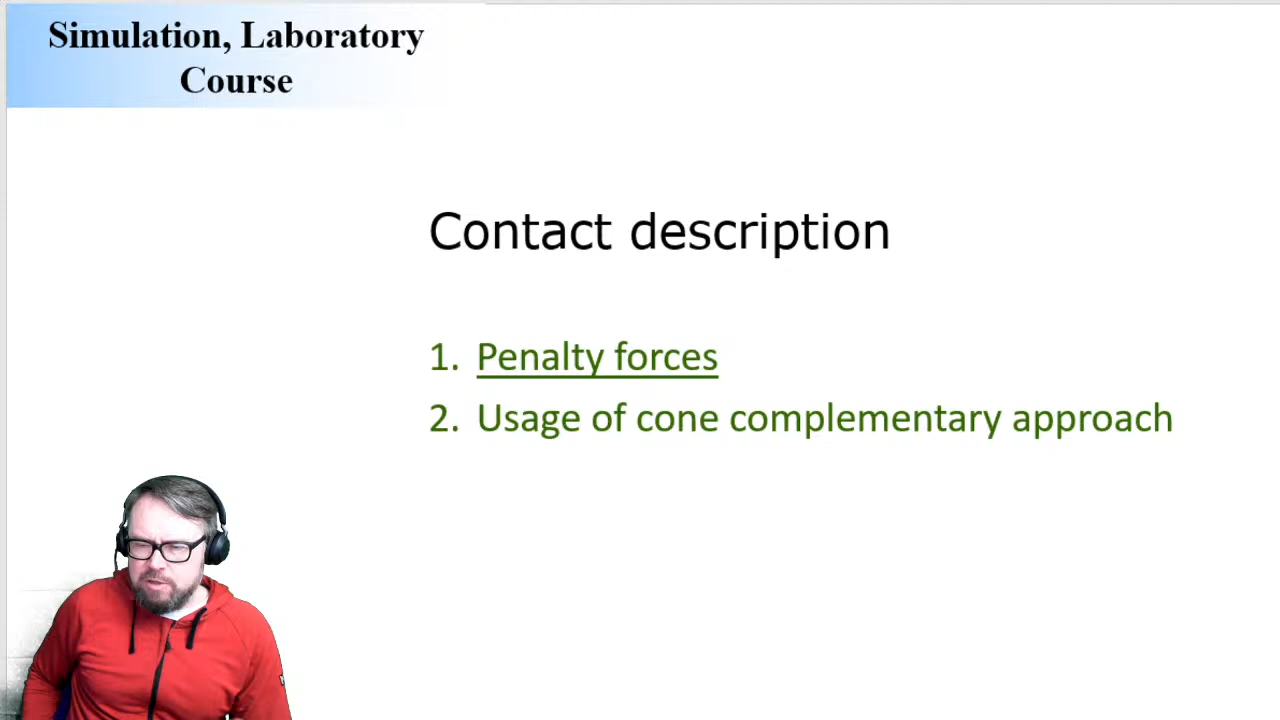 Simulation, Laboratory
Course
Contact description
1. Penalty forces
2. Usage of cone complementary approach